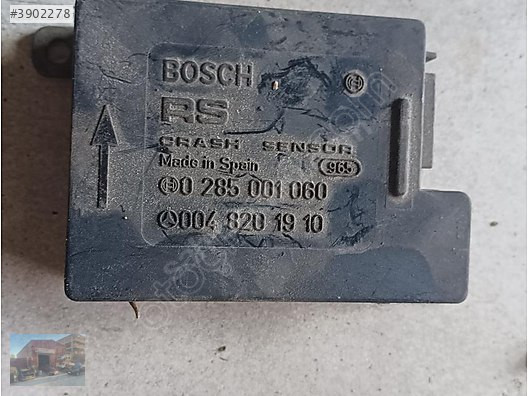 #3902278
BOSCH
RS
CRASH SENSOR
Made in Spain 965
0 285 001 060
004 820 19 10